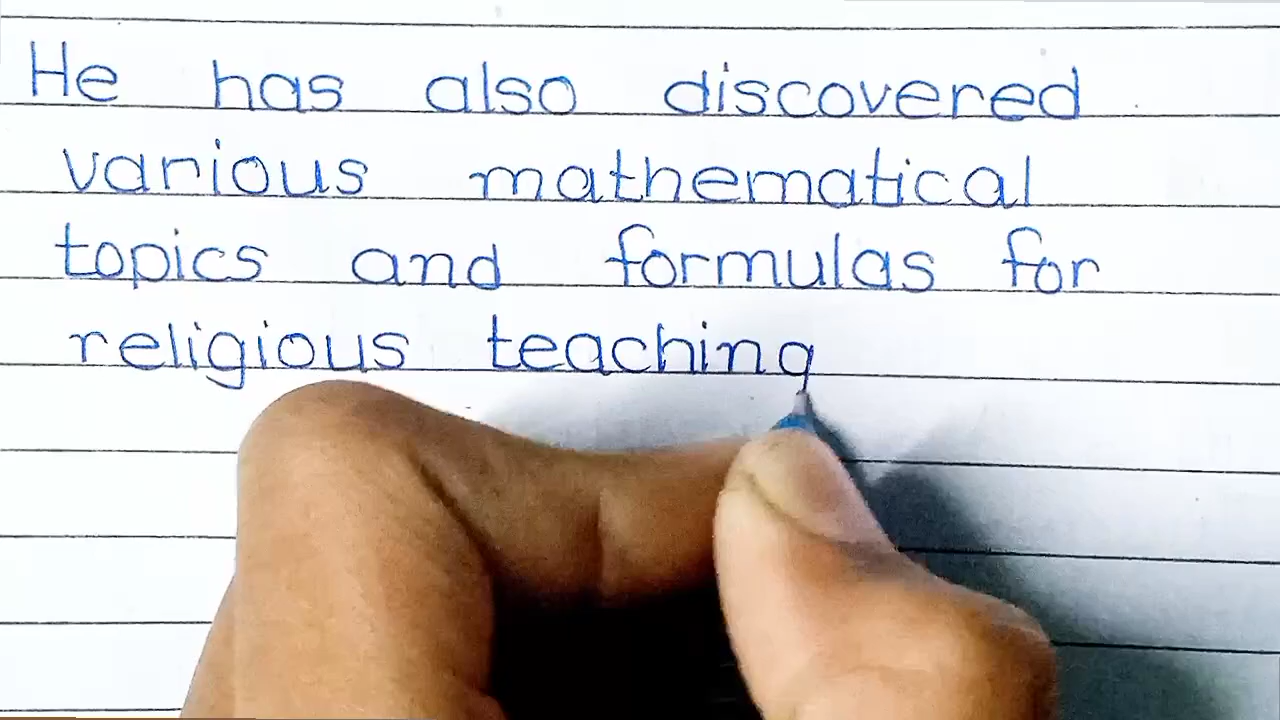 He has also discovered
various mathematical
topics and formulas for
religious teaching